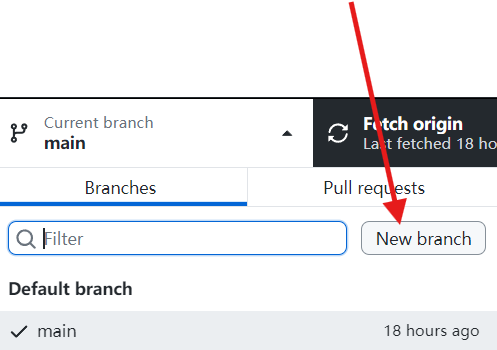 Current branch
main
Fetch origin
Last fetched 18 ho
Branches
Pull requests
Filter
New branch
Default branch
main
18 hours ago